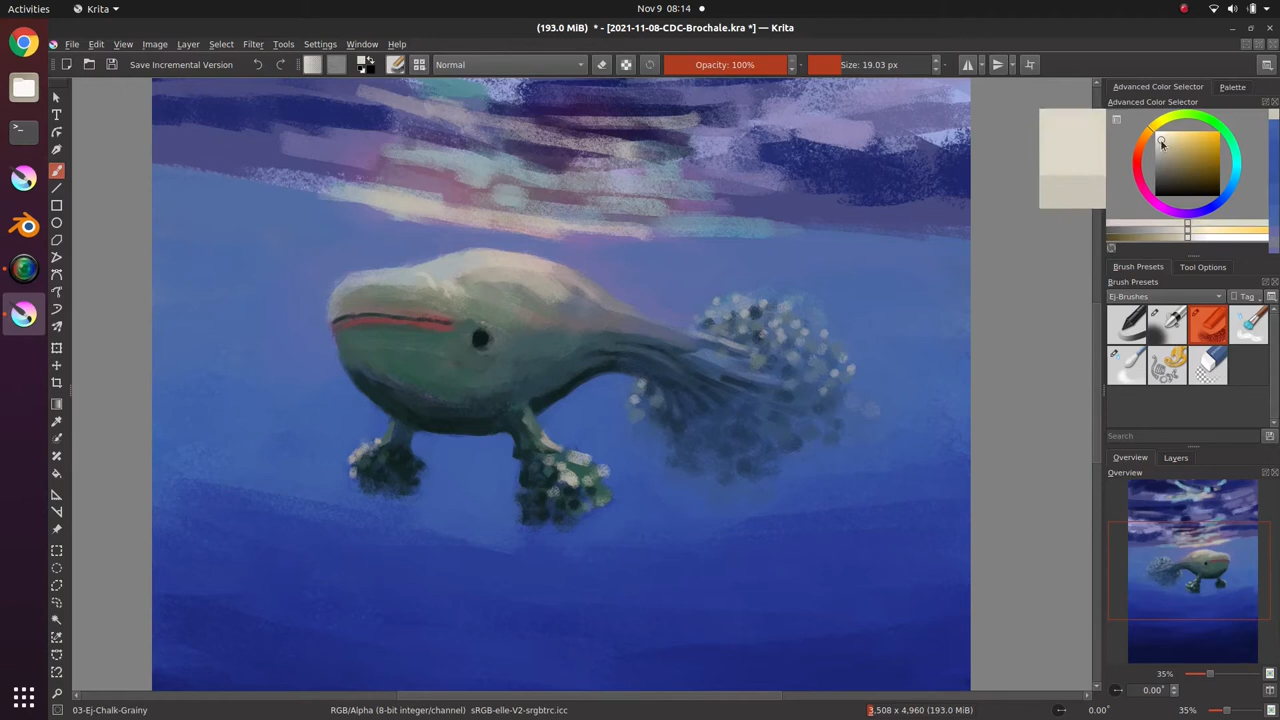 Activities
Krita
Nov 9 08:14
(193.0 MiB) * - [2021-11-08-CDC-Brochale.kra *] — Krita
File Edit View Image Layer Select Filter Tools Settings Window Help
Save Incremental Version
Normal
Opacity: 100%
Size: 19.03 px
Advanced Color Selector
Palette
Advanced Color Selector
Brush Presets
Tool Options
Brush Presets
Ej-Brushes
Tag
Search
Overview
Layers
Overview
35%
0.00°
03-Ej-Chalk-Grainy
RGB/Alpha (8-bit integer/channel) sRGB-elle-V2-srgbtrc.icc
3,508 x 4,960 (193.0 MiB)
0.00°
35%